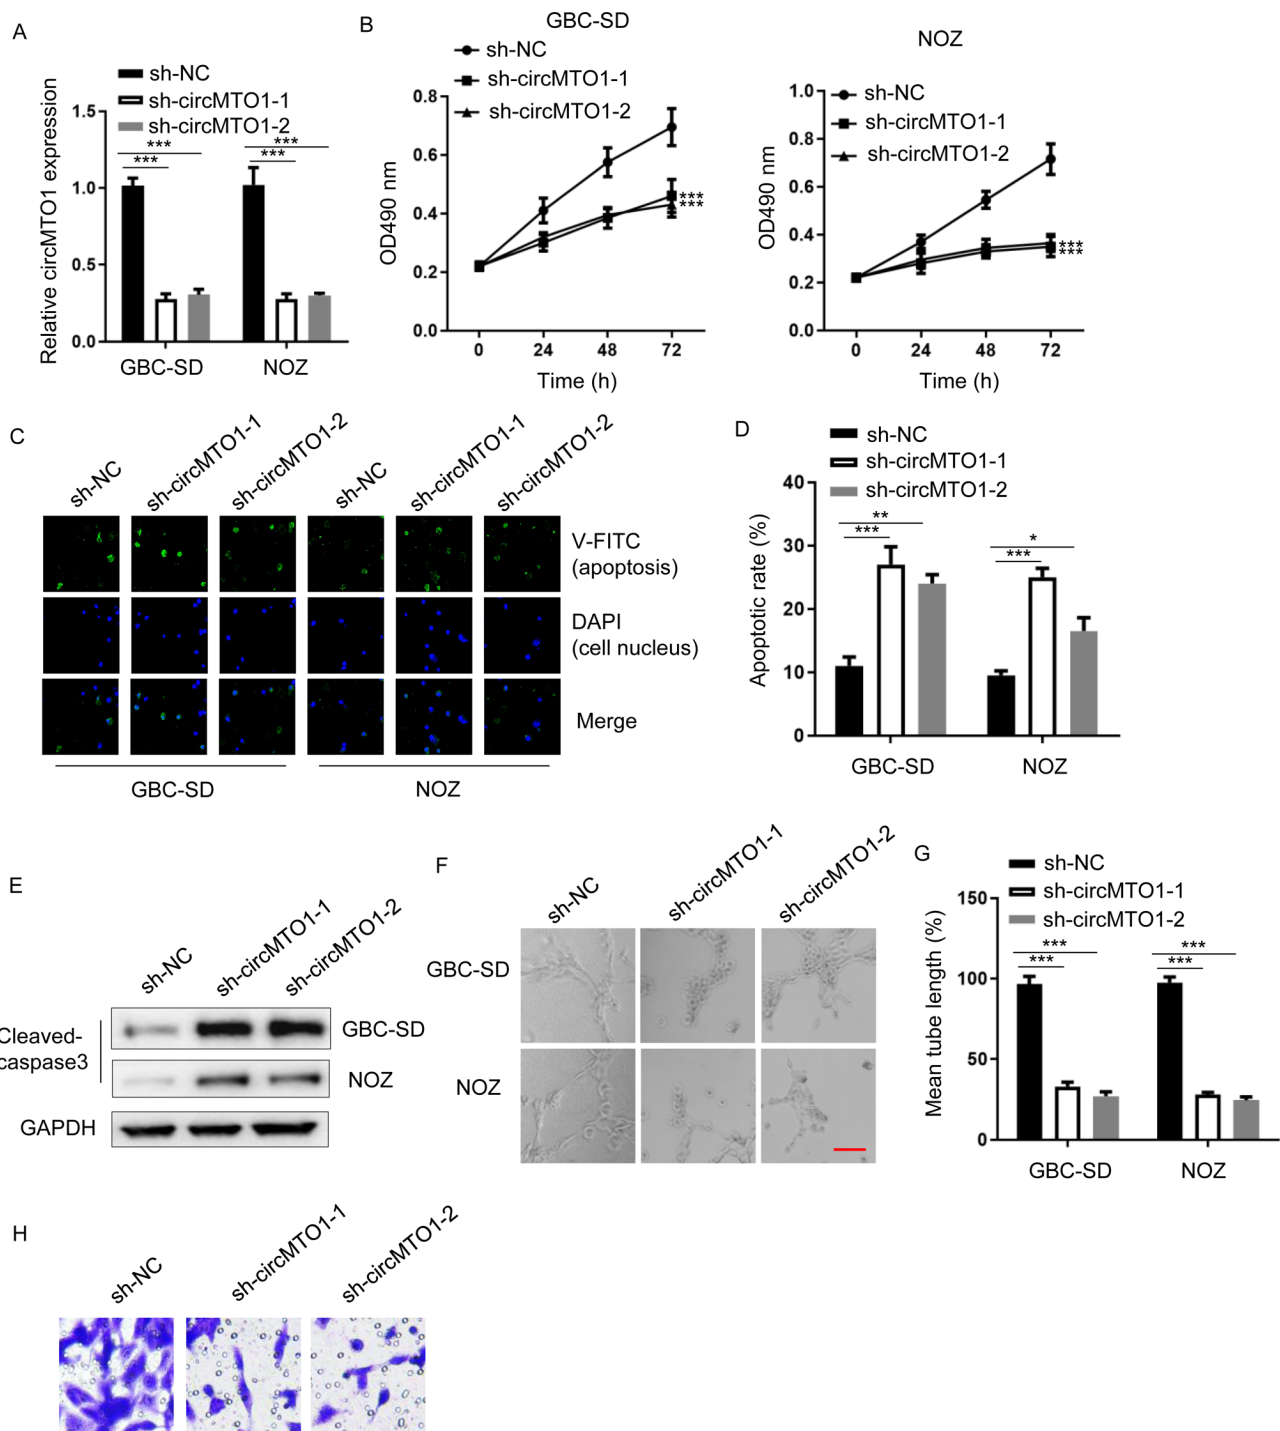 A
sh-NC
sh-circMTO1-1
sh-circMTO1-2
Relative circMTO1 expression
1.5
1.0
0.5
0.0
***
***
***
***
GBC-SD
NOZ
B
GBC-SD
sh-NC
sh-circMTO1-1
sh-circMTO1-2
OD490 nm
0.8
0.6
0.4
0.2
0.0
***
***
0
24
48
72
Time (h)
NOZ
sh-NC
sh-circMTO1-1
sh-circMTO1-2
OD490 nm
1.0
0.8
0.6
0.4
0.2
0.0
***
***
0
24
48
72
Time (h)
C
sh-NC
sh-circMTO1-1
sh-circMTO1-2
sh-NC
sh-circMTO1-1
sh-circMTO1-2
V-FITC
(apoptosis)
DAPI
(cell nucleus)
Merge
GBC-SD
NOZ
D
sh-NC
sh-circMTO1-1
sh-circMTO1-2
Apoptotic rate (%)
40
30
20
10
0
**
***
*
***
GBC-SD
NOZ
E
sh-NC
sh-circMTO1-1
sh-circMTO1-2
Cleaved-
caspase3
GBC-SD
NOZ
GAPDH
F
sh-NC
sh-circMTO1-1
sh-circMTO1-2
GBC-SD
NOZ
G
sh-NC
sh-circMTO1-1
sh-circMTO1-2
Mean tube length (%)
150
100
50
0
***
***
***
***
GBC-SD
NOZ
H
sh-NC
sh-circMTO1-1
sh-circMTO1-2